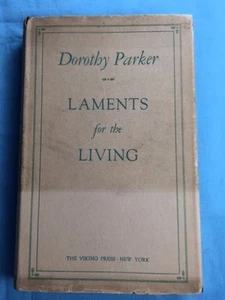 Dorothy Parker
LAMENTS
for the
LIVING
THE VIKING PRESS · NEW YORK